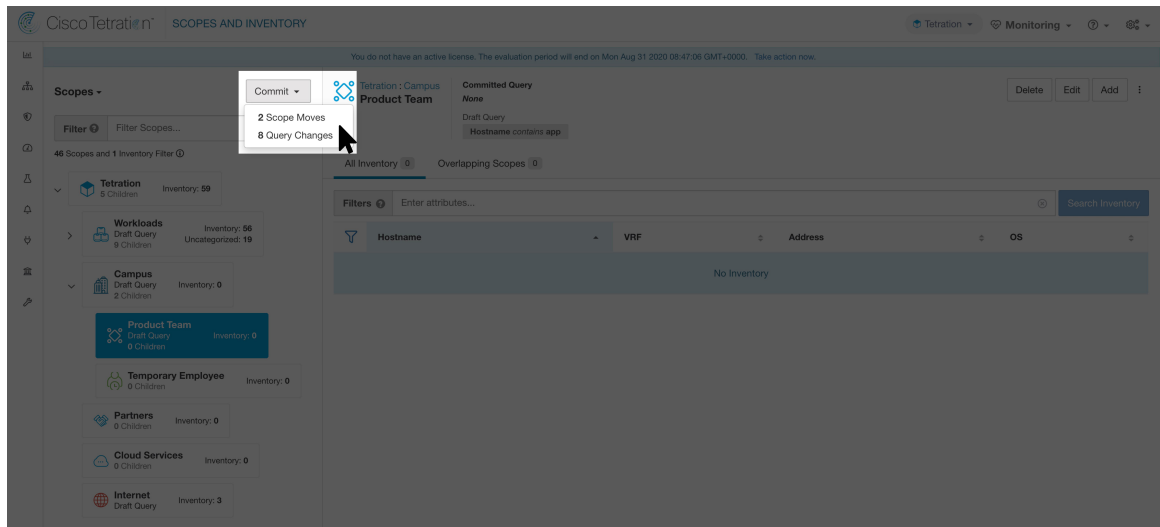 Cisco Tetration™ SCOPES AND INVENTORY
Tetration Monitoring
You do not have an active license. The evaluation period will end on Mon Aug 31 2020 08:47:06 GMT+0000. Take action now.
Scopes
Commit
2 Scope Moves
8 Query Changes
Filter Filter Scopes...
46 Scopes and 1 Inventory Filter
Tetration
5 Children
Inventory: 59
Workloads
Draft Query
9 Children
Inventory: 56
Uncategorized: 19
Campus
Draft Query
2 Children
Inventory: 0
Product Team
Draft Query
0 Children
Inventory: 0
Temporary Employee
0 Children
Inventory: 0
Partners
0 Children
Inventory: 0
Cloud Services
0 Children
Inventory: 0
Internet
Draft Query
Inventory: 3
Tetration : Campus
Product Team
Committed Query
None
Draft Query
Hostname contains app
Delete Edit Add
All Inventory 0 Overlapping Scopes 0
Filters Enter attributes... Search Inventory
Hostname VRF Address OS
No Inventory